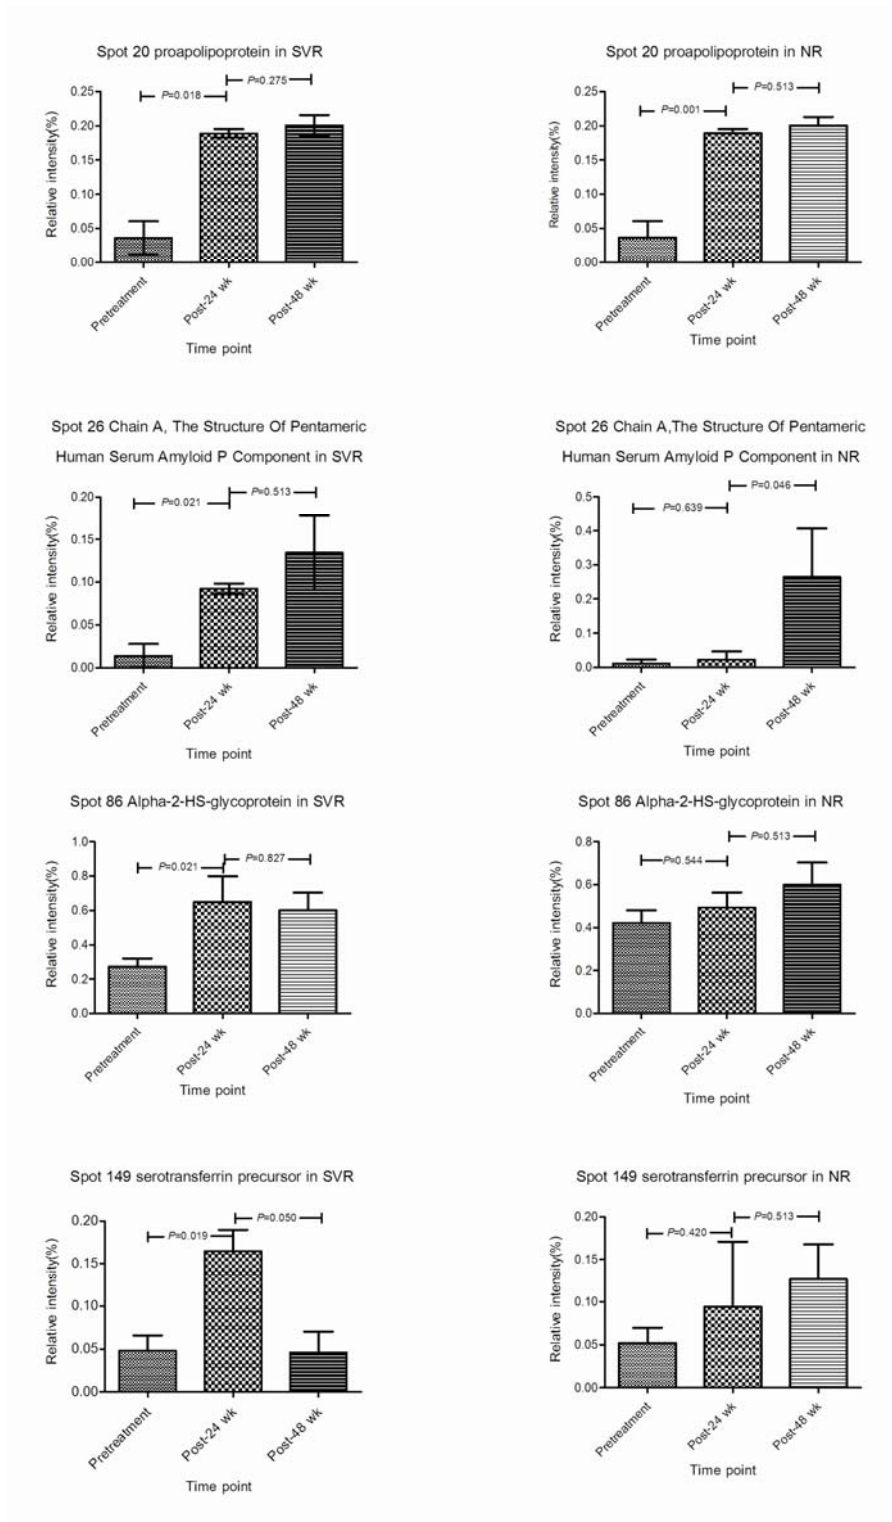 Spot 20 proapolipoprotein in SVR
P=0.275
P=0.018
Relative intensity(%)
0.25
0.20
0.15
0.10
0.05
0.00
Pretreatment
Post-24 wk
Post-48 wk
Time point
Spot 20 proapolipoprotein in NR
P=0.513
P=0.001
Relative intensity(%)
0.25
0.20
0.15
0.10
0.05
0.00
Pretreatment
Post-24 wk
Post-48 wk
Time point
Spot 26 Chain A, The Structure Of Pentameric
Human Serum Amyloid P Component in SVR
P=0.513
P=0.021
Relative intensity(%)
0.20
0.15
0.10
0.05
0.00
Pretreatment
Post-24 wk
Post-48 wk
Time point
Spot 26 Chain A,The Structure Of Pentameric
Human Serum Amyloid P Component in NR
P=0.046
P=0.639
Relative intensity(%)
0.5
0.4
0.3
0.2
0.1
0.0
Pretreatment
Post-24 wk
Post-48 wk
Time point
Spot 86 Alpha-2-HS-glycoprotein in SVR
P=0.827
P=0.021
Relative intensity(%)
1.0
0.8
0.6
0.4
0.2
0.0
Pretreatment
Post-24 wk
Post-48 wk
Time point
Spot 86 Alpha-2-HS-glycoprotein in NR
P=0.513
P=0.544
Relative intensity(%)
0.8
0.6
0.4
0.2
0.0
Pretreatment
Post-24 wk
Post-48 wk
Time point
Spot 149 serotransferrin precursor in SVR
P=0.050
P=0.019
Relative intensity(%)
0.20
0.15
0.10
0.05
0.00
Pretreatment
Post-24 wk
Post-48 wk
Time point
Spot 149 serotransferrin precursor in NR
P=0.513
P=0.420
Relative intensity(%)
0.20
0.15
0.10
0.05
0.00
Pretreatment
Post-24 wk
Post-48 wk
Time point